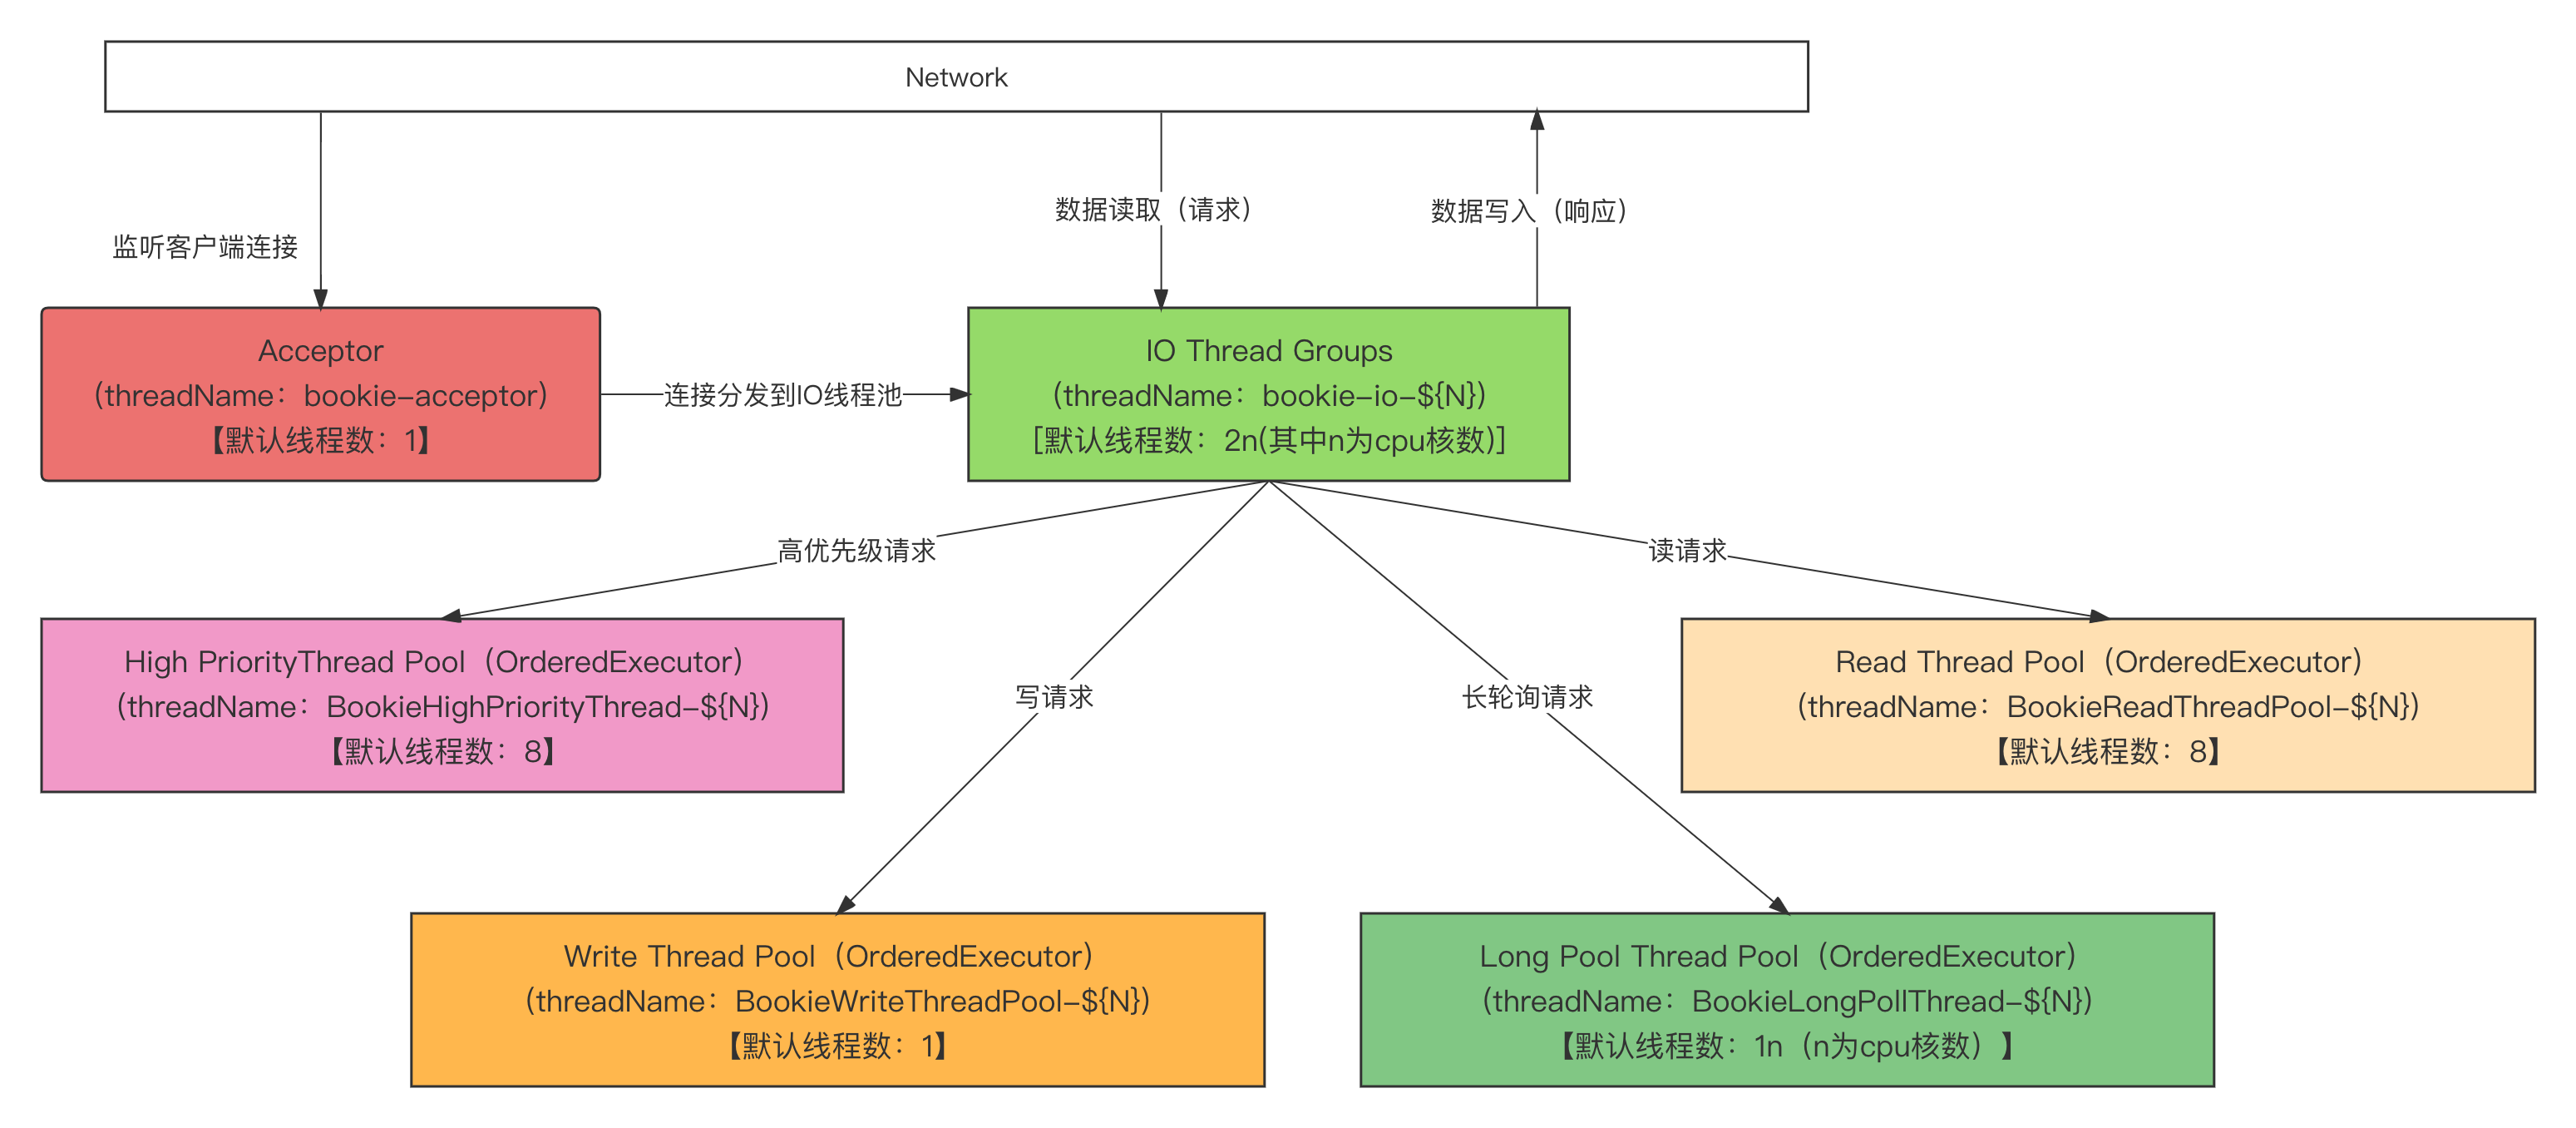 Network
监听客户端连接
数据读取（请求）
数据写入（响应）
Acceptor
(threadName：bookie-acceptor)
【默认线程数：1】
连接分发到IO线程池
IO Thread Groups
(threadName：bookie-io-${N})
[默认线程数：2n(其中n为cpu核数)]
高优先级请求
读请求
写请求
长轮询请求
High PriorityThread Pool（OrderedExecutor）
(threadName：BookieHighPriorityThread-${N})
【默认线程数：8】
Read Thread Pool（OrderedExecutor）
(threadName：BookieReadThreadPool-${N})
【默认线程数：8】
Write Thread Pool（OrderedExecutor）
(threadName：BookieWriteThreadPool-${N})
【默认线程数：1】
Long Pool Thread Pool（OrderedExecutor）
(threadName：BookieLongPollThread-${N})
【默认线程数：1n（n为cpu核数）】